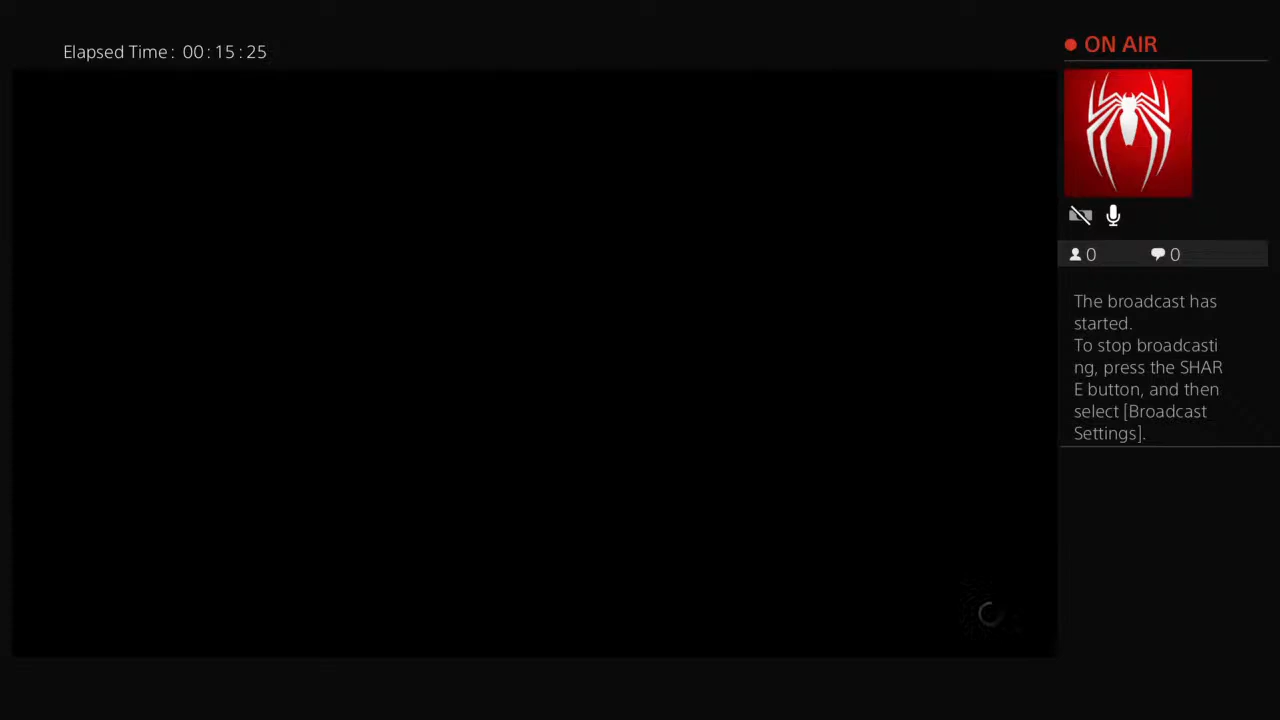 Elapsed Time: 00:15:25
ON AIR
0 0
The broadcast has
started.
To stop broadcasti
ng, press the SHAR
E button, and then
select [Broadcast
Settings].